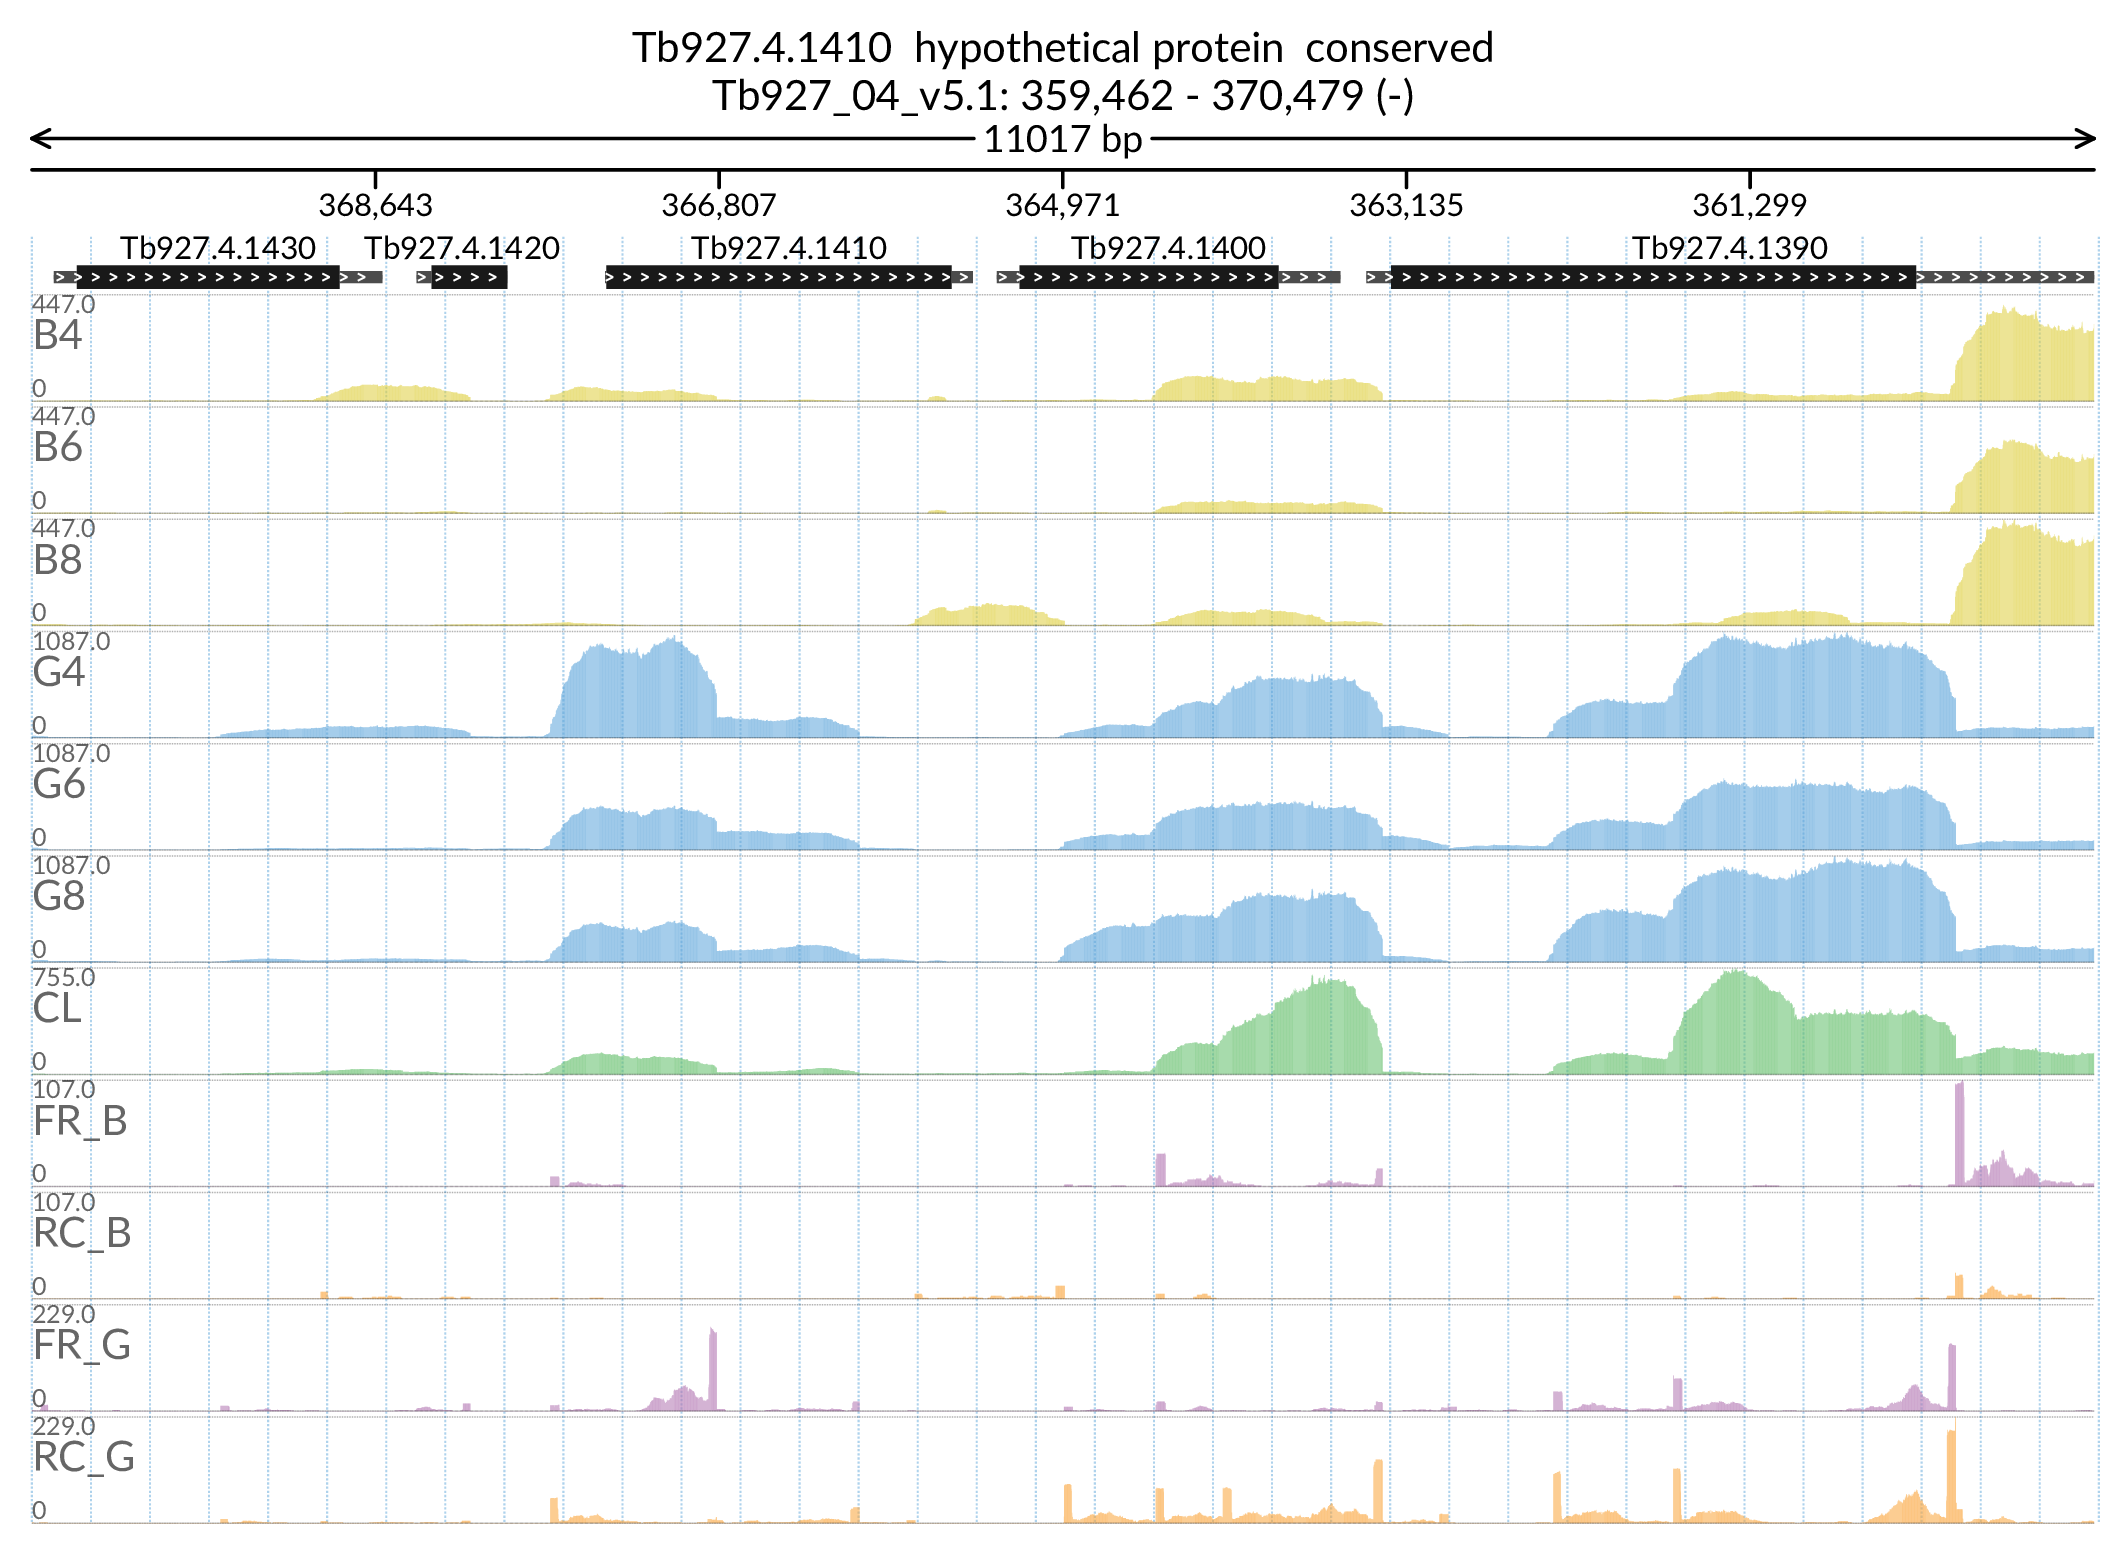 Tb927.4.1410  hypothetical protein  conserved
Tb927_04_v5.1: 359,462 - 370,479 (-)
11017 bp
368,643 366,807 364,971 363,135 361,299
Tb927.4.1430 Tb927.4.1420 Tb927.4.1410 Tb927.4.1400 Tb927.4.1390
447.0
B4
0
447.0
B6
0
447.0
B8
0
1087.0
G4
0
1087.0
G6
0
1087.0
G8
0
755.0
CL
0
107.0
FR_B
0
107.0
RC_B
0
229.0
FR_G
0
229.0
RC_G
0